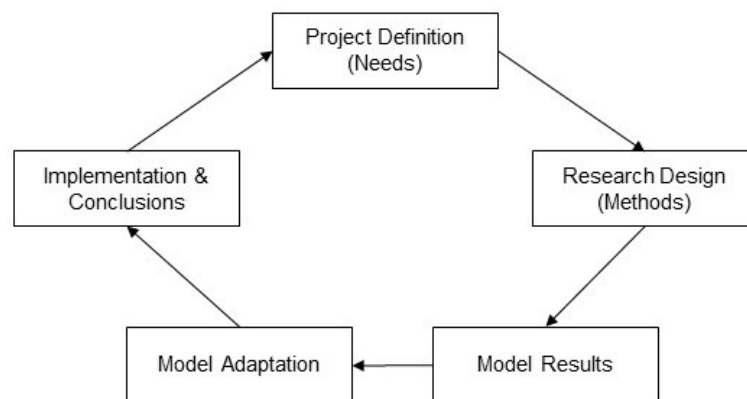 Project Definition
(Needs)
Research Design
(Methods)
Model Results
Model Adaptation
Implementation &
Conclusions